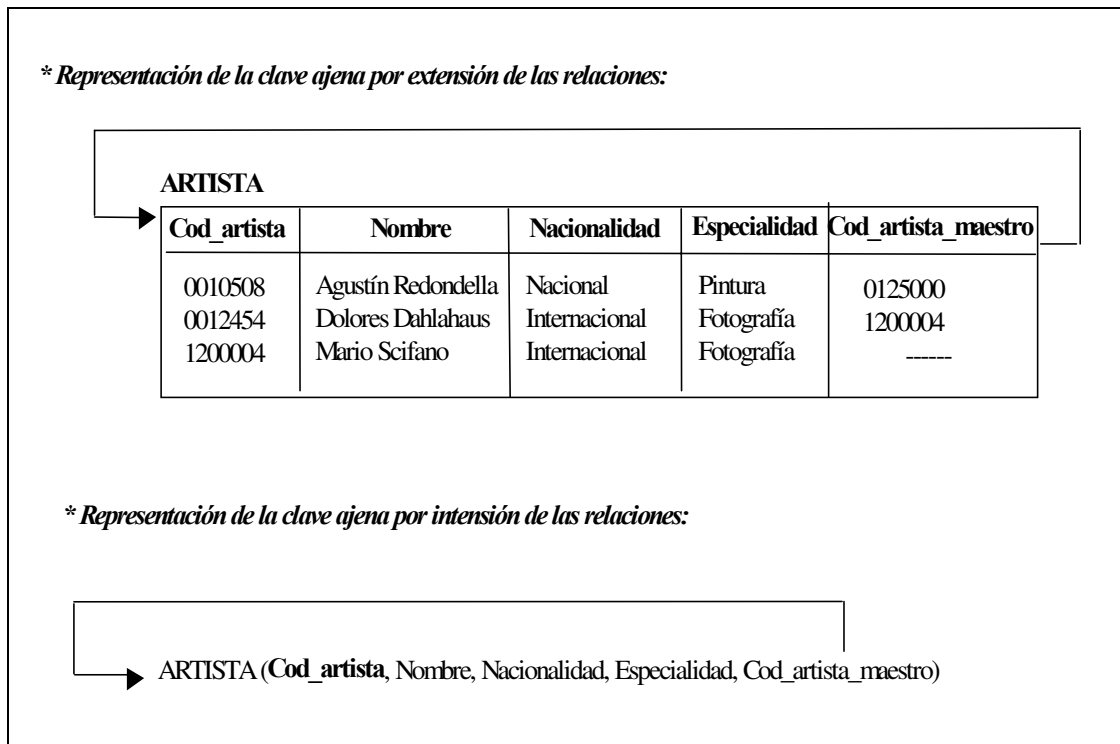 * Representación de la clave ajena por extensión de las relaciones:
ARTISTA
Cod_artista Nombre Nacionalidad Especialidad Cod_artista_maestro
0010508 Agustín Redondella Nacional Pintura 0125000
0012454 Dolores Dahlahaus Internacional Fotografía 1200004
1200004 Mario Scifano Internacional Fotografía ------
* Representación de la clave ajena por intensión de las relaciones:
ARTISTA (Cod_artista, Nombre, Nacionalidad, Especialidad, Cod_artista_maestro)